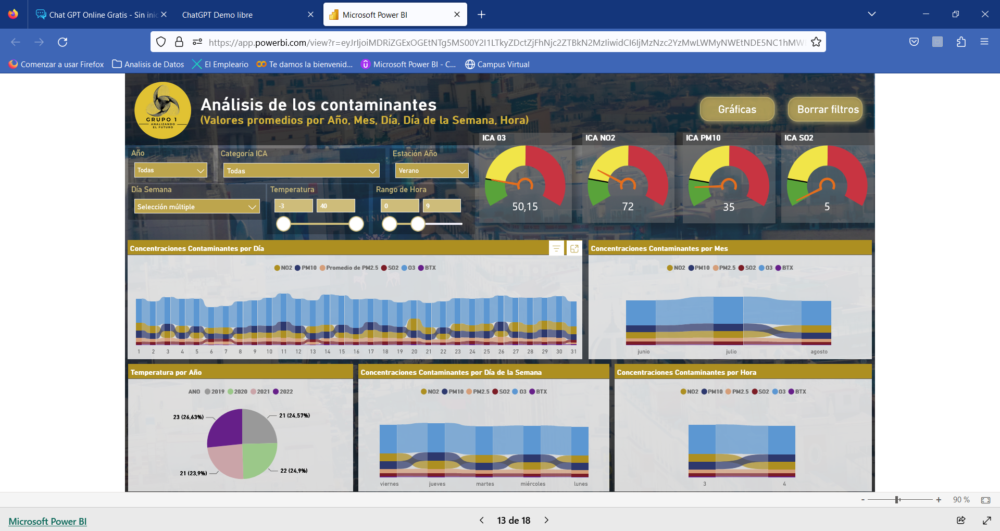 Chat GPT Online Gratis - Sin inic
ChatGPT Demo libre
Microsoft Power BI
https://app.powerbi.com/view?r=eyJrIjoiMDRiZGExOGEtNTg5MS00Y2I1LTkyZDctZjFhNjc2ZTBkN2MzIiwidCI6IjMzNzc2YzMwLWMyNWEtNDE5NC1hMW
Comenzar a usar Firefox
Analisis de Datos
El Empleario
Te damos la bienvenid...
Microsoft Power BI - C...
Campus Virtual
GRUPO 1
ANALIZANDO
EL FUTURO
Análisis de los contaminantes
(Valores promedios por Año, Mes, Día, Día de la Semana, Hora)
Gráficas
Borrar filtros
Año
Todas
Categoría ICA
Todas
Estación Año
Verano
Día Semana
Selección múltiple
Temperatura
-3
40
Rango de Hora
0
9
ICA 03
50,15
ICA NO2
72
ICA PM10
35
ICA SO2
5
Concentraciones Contaminantes por Día
NO2 PM10 Promedio de PM2.5 SO2 O3 BTX
1 2 3 4 5 6 7 8 9 10 11 12 13 14 15 16 17 18 19 20 21 22 23 24 25 26 27 28 29 30 31
Concentraciones Contaminantes por Mes
NO2 PM10 PM2.5 SO2 O3 BTX
junio julio agosto
Temperatura por Año
ANO 2019 2020 2021 2022
23 (26,63%)
21 (24,57%)
21 (23,9%)
22 (24,9%)
Concentraciones Contaminantes por Día de la Semana
NO2 PM10 PM2.5 SO2 O3 BTX
viernes jueves martes miércoles lunes
Concentraciones Contaminantes por Hora
NO2 PM10 PM2.5 SO2 O3 BTX
3 4
- + 90 %
Microsoft Power BI
13 de 18